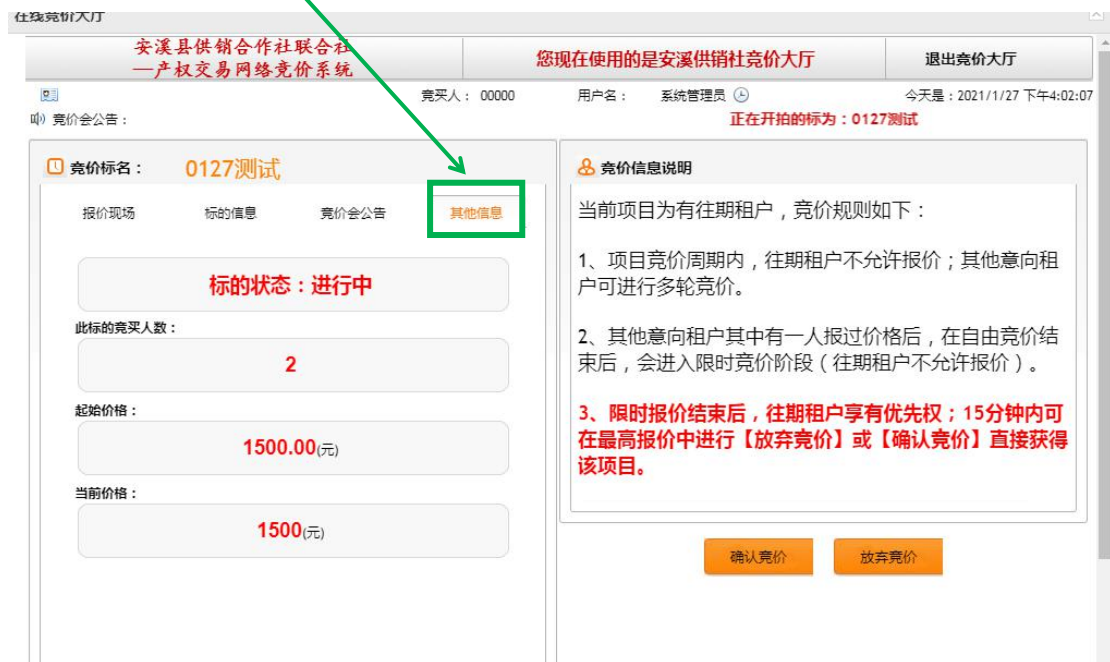 在线竞价大厅
安溪县供销合作社联合社
—产权交易网络竞价系统
您现在使用的是安溪供销社竞价大厅
退出竞价大厅
竞买人： 00000
用户名： 系统管理员
今天是：2021/1/27 下午4:02:07
竞价会公告：
正在开拍的标为：0127测试
竞价标名： 0127测试
报价现场 标的信息 竞价会公告 其他信息
标的状态：进行中
此标的竞买人数：
2
起始价格：
1500.00(元)
当前价格：
1500(元)
竞价信息说明
当前项目为有往期租户，竞价规则如下：
1、项目竞价周期内，往期租户不允许报价；其他意向租
户可进行多轮竞价。
2、其他意向租户其中有一人报过价格后，在自由竞价结
束后，会进入限时竞价阶段（往期租户不允许报价）。
3、限时报价结束后，往期租户享有优先权；15分钟内可
在最高报价中进行【放弃竞价】或【确认竞价】直接获得
该项目。
确认竞价 放弃竞价